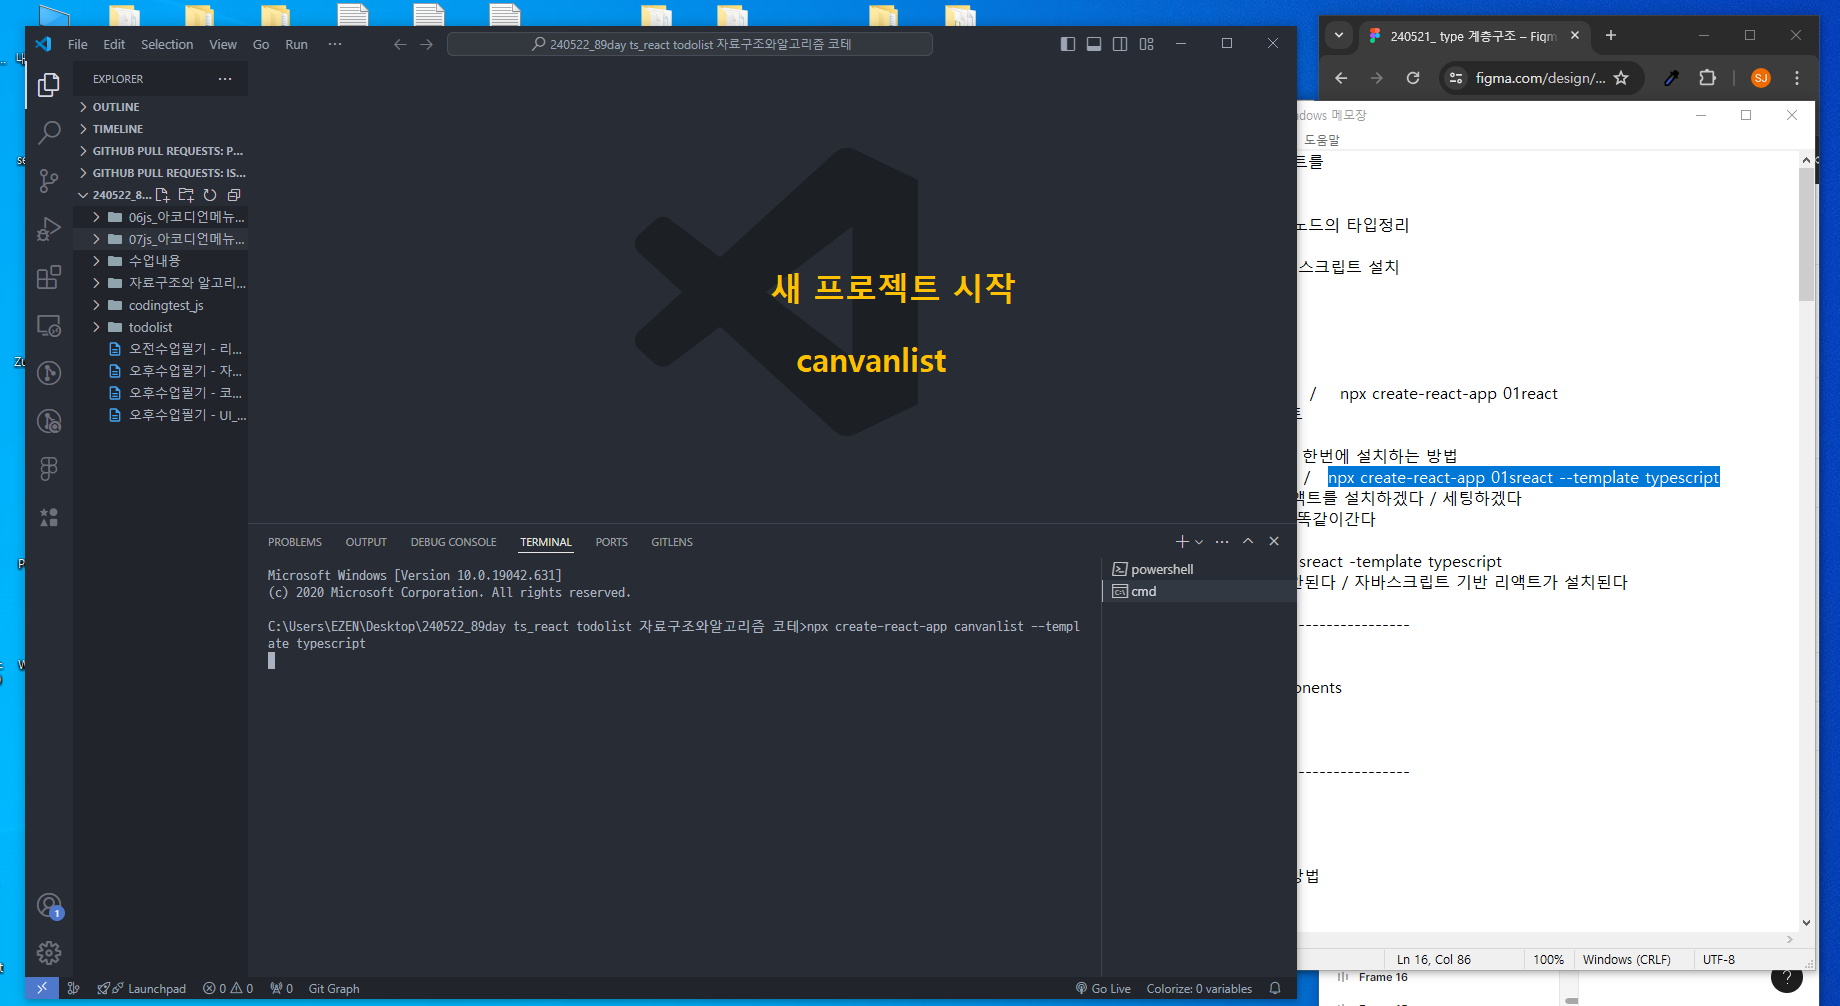 File Edit Selection View Go Run ···
240522_89day ts_react todolist 자료구조와알고리즘 코테
EXPLORER ···
OUTLINE
TIMELINE
GITHUB PULL REQUESTS: P...
GITHUB PULL REQUESTS: IS...
240522_8...
06js_아코디언메뉴...
07js_아코디언메뉴...
수업내용
자료구조와 알고리...
codingtest_js
todolist
오전수업필기 - 리...
오후수업필기 - 자...
오후수업필기 - 코...
오후수업필기 - UI_...
새 프로젝트 시작
canvanlist
PROBLEMS OUTPUT DEBUG CONSOLE TERMINAL PORTS GITLENS
Microsoft Windows [Version 10.0.19042.631]
(c) 2020 Microsoft Corporation. All rights reserved.
C:\Users\EZEN\Desktop\240522_89day ts_react todolist 자료구조와알고리즘 코테>npx create-react-app canvanlist --templ
ate typescript
powershell
cmd
1
Launchpad 0 0 0 Git Graph
Go Live Colorize: 0 variables
240521_ type 계층구조 – Figm
figma.com/design/...
SJ
dows 메모장
도움말
트를
노드의 타입정리
스크립트 설치
/ npx create-react-app 01react
트
한번에 설치하는 방법
/ npx create-react-app 01sreact --template typescript
액트를 설치하겠다 / 세팅하겠다
똑같이간다
sreact -template typescript
안된다 / 자바스크립트 기반 리액트가 설치된다
----------------
onents
----------------
방법
Ln 16, Col 86 100% Windows (CRLF) UTF-8
Frame 16
?